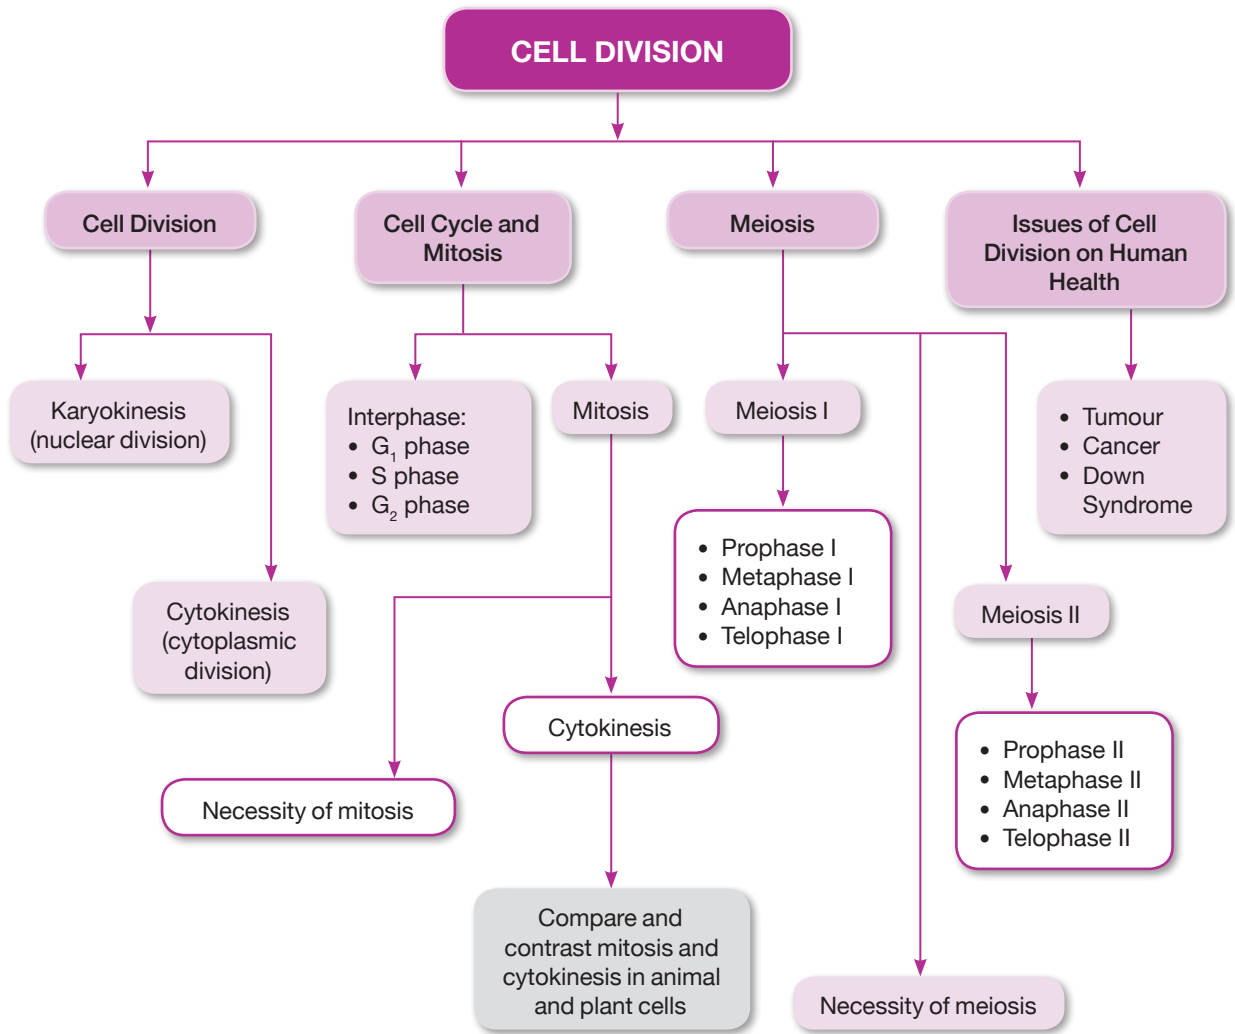 CELL DIVISION
Cell Division
Cell Cycle and
Mitosis
Meiosis
Issues of Cell
Division on Human
Health
Karyokinesis
(nuclear division)
Interphase:
• G₁ phase
• S phase
• G₂ phase
Mitosis
Meiosis I
• Tumour
• Cancer
• Down
Syndrome
• Prophase I
• Metaphase I
• Anaphase I
• Telophase I
Cytokinesis
(cytoplasmic
division)
Meiosis II
Cytokinesis
Necessity of mitosis
• Prophase II
• Metaphase II
• Anaphase II
• Telophase II
Compare and
contrast mitosis and
cytokinesis in animal
and plant cells
Necessity of meiosis